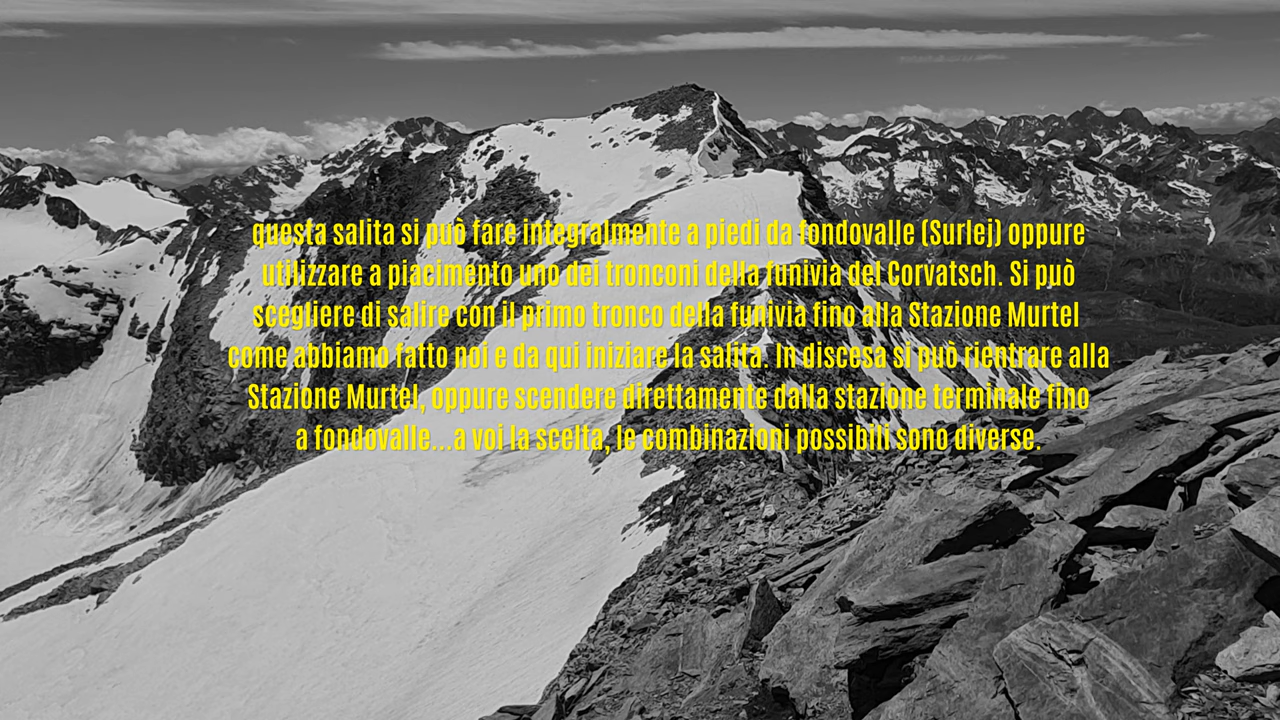 questa salita si può fare integralmente a piedi da fondovalle (Surlej) oppure
utilizzare a piacimento uno dei tronconi della funivia del Corvatsch. Si può
scegliere di salire con il primo tronco della funivia fino alla Stazione Murtel
come abbiamo fatto noi e da qui iniziare la salita. In discesa si può rientrare alla
Stazione Murtel, oppure scendere direttamente dalla stazione terminale fino
a fondovalle...a voi la scelta, le combinazioni possibili sono diverse.